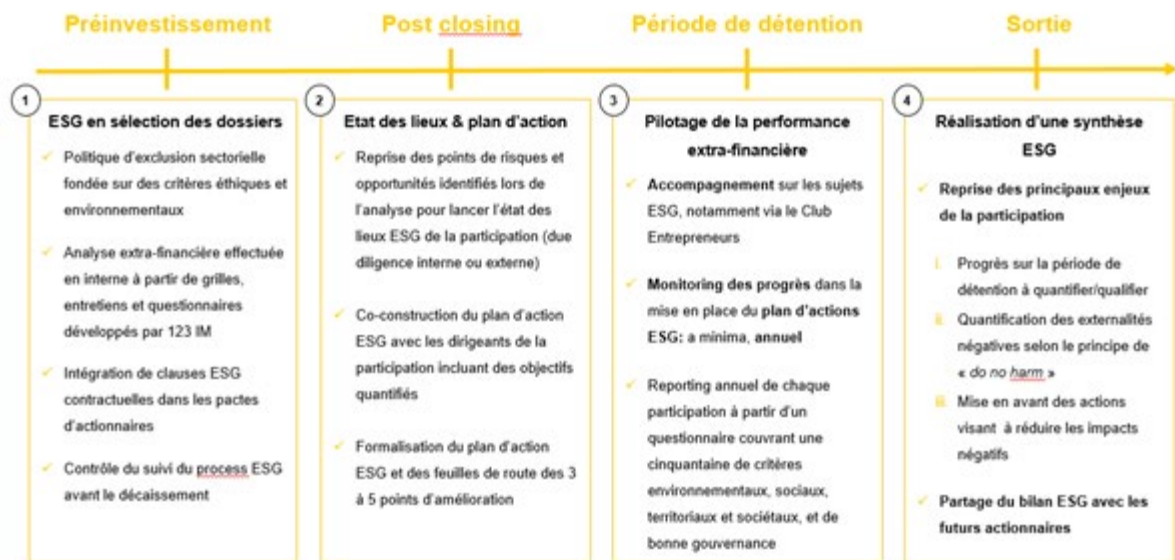 Préinvestissement
Post closing
Période de détention
Sortie
1
ESG en sélection des dossiers
Politique d'exclusion sectorielle
fondée sur des critères éthiques et
environnementaux
Analyse extra-financière effectuée
en interne à partir de grilles,
entretiens et questionnaires
développés par 123 IM
Intégration de clauses ESG
contractuelles dans les pactes
d'actionnaires
Contrôle du suivi du process ESG
avant le décaissement
2
Etat des lieux & plan d'action
Reprise des points de risques et
opportunités identifiés lors de
l'analyse pour lancer l'état des
lieux ESG de la participation (due
diligence interne ou externe)
Co-construction du plan d'action
ESG avec les dirigeants de la
participation incluant des objectifs
quantifiés
Formalisation du plan d'action
ESG et des feuilles de route des 3
à 5 points d'amélioration
3
Pilotage de la performance
extra-financière
Accompagnement sur les sujets
ESG, notamment via le Club
Entrepreneurs
Monitoring des progrès dans la
mise en place du plan d'actions
ESG: a minima, annuel
Reporting annuel de chaque
participation à partir d'un
questionnaire couvrant une
cinquantaine de critères
environnementaux, sociaux,
territoriaux et sociétaux, et de
bonne gouvernance
4
Réalisation d'une synthèse
ESG
Reprise des principaux enjeux
de la participation
i. Progrès sur la période de
détention à quantifier/qualifier
ii. Quantification des externalités
négatives selon le principe de
« do no harm »
iii. Mise en avant des actions
visant à réduire les impacts
négatifs
Partage du bilan ESG avec les
futurs actionnaires